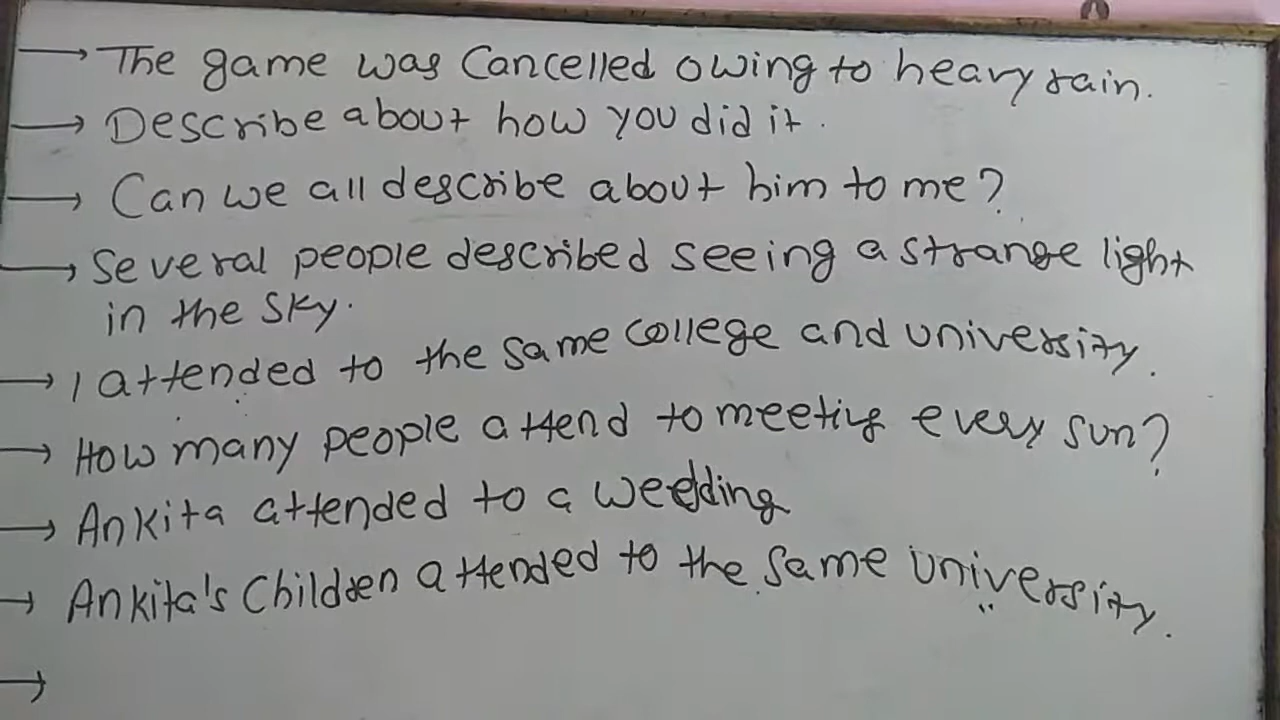 → The game was Cancelled owing to heavy rain.
→ Describe about how you did it.
→ Can we all describe about him to me?
→ Several people described seeing a strange light
in the sky.
→ I attended to the same college and university.
→ How many people attend to meeting every sun?
→ Ankita attended to a wedding
→ Ankita's Children attended to the same university.
→